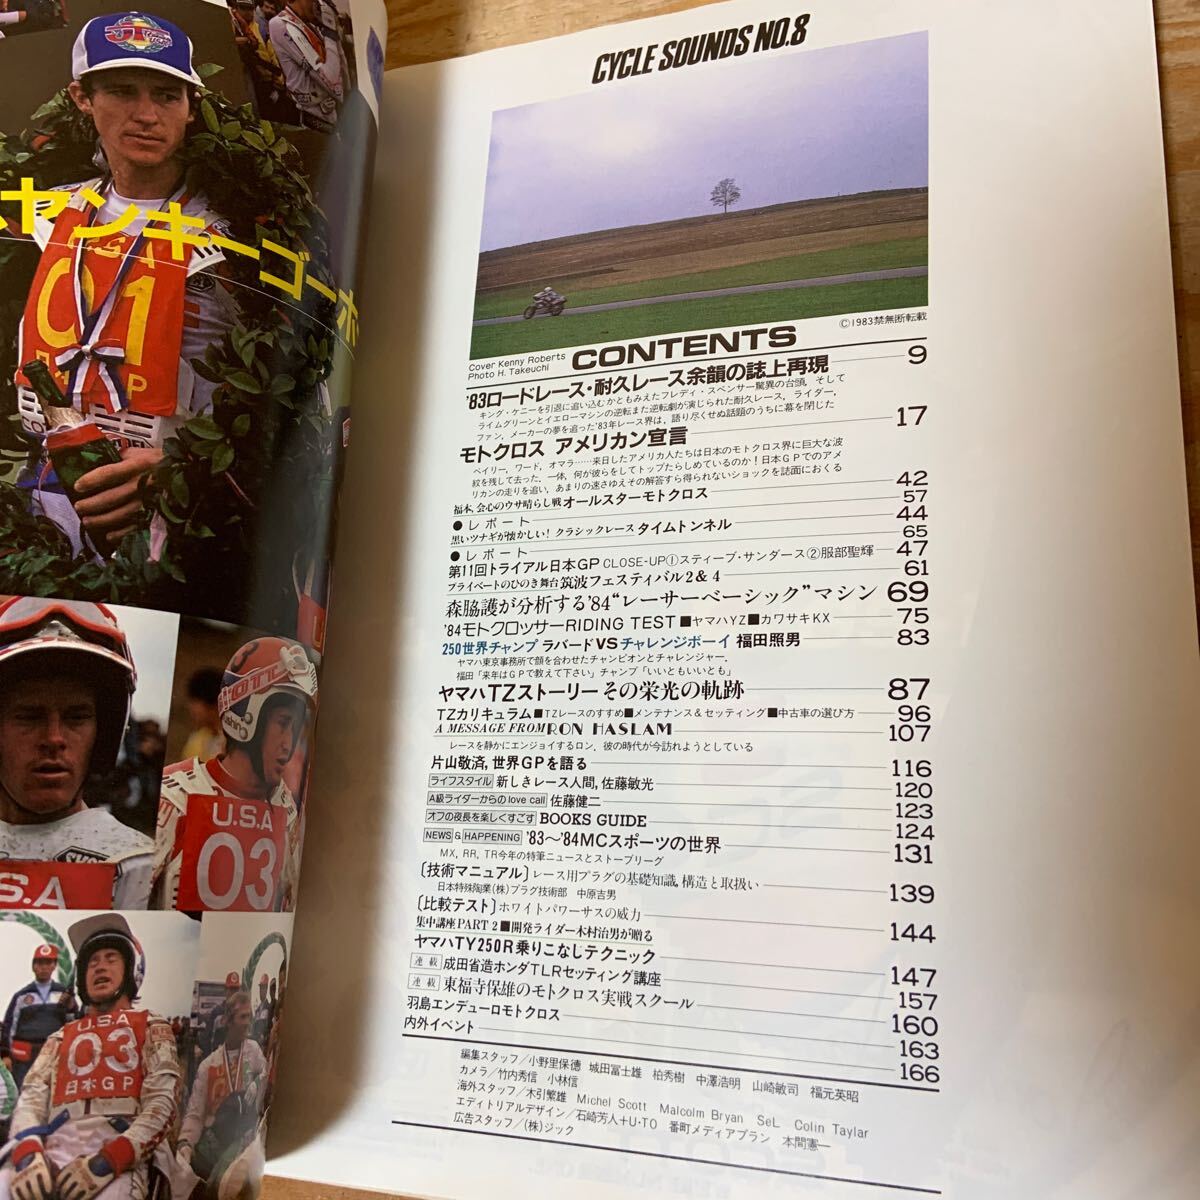 CYCLE SOUNDS NO.8
©1983禁無断転載
Cover Kenny Roberts
Photo H. Takeuchi
CONTENTS
'83ロードレース・耐久レース余韻の誌上再現 9
キング・ケニーを引退に追い込むかともみえたフレディ・スペンサー驚異の台頭,そして
ライムグリーンとイエローマシンの逆転また逆転劇が演じられた耐久レース,ライダー,
ファン,メーカーの夢を追った'83年レース界は,語り尽くせぬ話題のうちに幕を閉じた
モトクロス アメリカン宣言 17
ベイリー,ワード,オマラ……来日したアメリカ人たちは日本のモトクロス界に巨大な波
紋を残して去った.一体,何が彼らをしてトップたらしめているのか!日本GPでのアメ
リカンの走りを追い,あまりの速さゆえその解答すら得られないショックを誌面におくる
福本,会心のウサ晴らし戦 オールスターモトクロス 42
●レポート 57
黒いツナギが懐かしい! クラシックレース タイムトンネル 44
●レポート 65
第11回トライアル日本GP CLOSE-UP①スティーブ・サンダース②服部聖輝 47
プライベートのひのき舞台 筑波フェスティバル2&4 61
森脇護が分析する'84“レーサーベーシック”マシン 69
'84モトクロッサーRIDING TEST ■ヤマハYZ■カワサキKX 75
250世界チャンプ ラバードVSチャレンジボーイ 福田照男 83
ヤマハ東京事務所で顔を合わせたチャンピオンとチャレンジャー.
福田「来年はGPで教えて下さい」チャンプ「いいともいいとも」
ヤマハTZストーリーその栄光の軌跡 87
TZカリキュラム■TZレースのすすめ■メンテナンス&セッティング■中古車の選び方 96
A MESSAGE FROM RON HASLAM 107
レースを静かにエンジョイするロン,彼の時代が今訪れようとしている
片山敬済,世界GPを語る 116
ライフスタイル 新しきレース人間,佐藤敏光 120
A級ライダーからのlove call 佐藤健二 123
オフの夜長を楽しくすごす BOOKS GUIDE 124
NEWS & HAPPENING '83〜'84MCスポーツの世界 131
MX, RR, TR今年の特筆ニュースとストーブリーグ
〔技術マニュアル〕レース用プラグの基礎知識,構造と取扱い 139
日本特殊陶業(株)プラグ技術部 中原吉男
〔比較テスト〕ホワイトパワーサスの威力 144
集中講座PART 2■開発ライダー木村治男が贈る
ヤマハTY250R乗りこなしテクニック 147
連載 成田省造ホンダTLRセッティング講座 157
連載 東福寺保雄のモトクロス実戦スクール 160
羽島エンデューロモトクロス 163
内外イベント 166
編集スタッフ/小野里保徳 城田冨士雄 柏秀樹 中澤浩明 山崎敏司 福元英昭
カメラ/竹内秀信 小林信
海外スタッフ/木引繁雄 Michel Scott Malcolm Bryan SeL Colin Taylar
エディトリアルデザイン/石崎芳人+U・TO 番町メディアプラン 本間憲一
広告スタッフ/(株)ジック
ヤンキーゴーホ
U.S.A
01
日本GP
U.S.A
03
U.S.A
U.S.A
03
日本GP